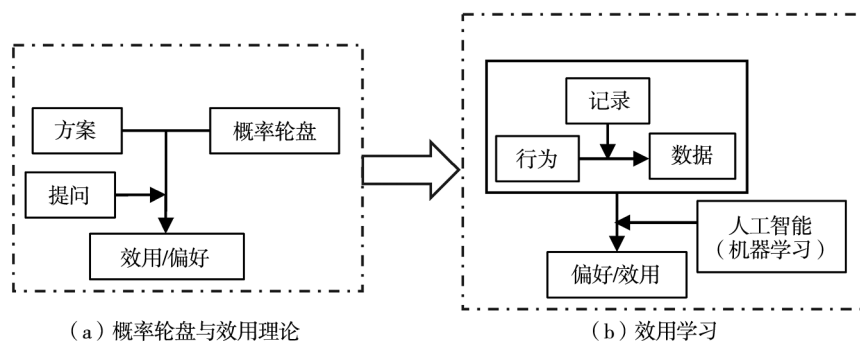 方案
概率轮盘
提问
效用/偏好
(a)概率轮盘与效用理论
记录
行为
数据
人工智能
(机器学习)
偏好/效用
(b)效用学习